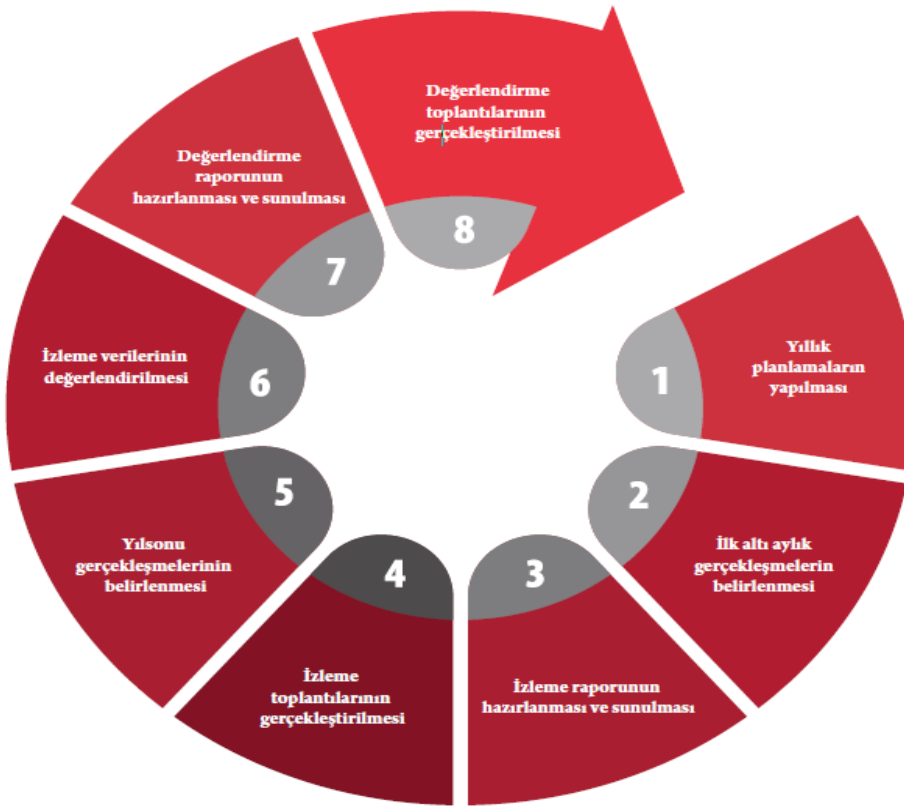 1
Yıllık
planlamaların
yapılması
2
İlk altı aylık
gerçekleşmelerin
belirlenmesi
3
İzleme raporunun
hazırlanması ve sunulması
4
İzleme
toplantılarının
gerçekleştirilmesi
5
Yılsonu
gerçekleşmelerinin
belirlenmesi
6
İzleme verilerinin
değerlendirilmesi
7
Değerlendirme
raporunun
hazırlanması ve sunulması
8
Değerlendirme
toplantılarının
gerçekleştirilmesi